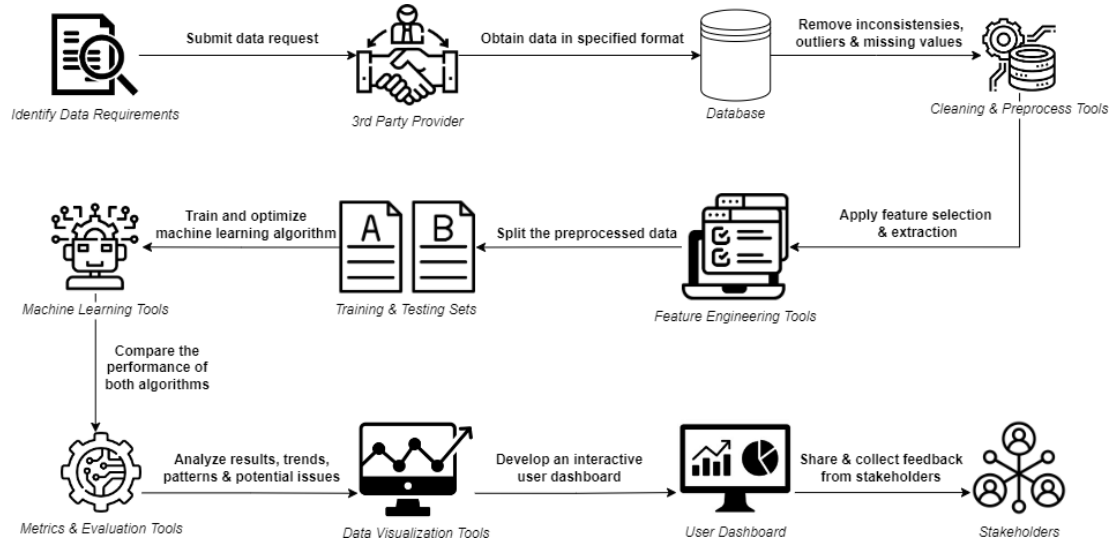 Submit data request
Obtain data in specified format
Remove inconsistensies,
outliers & missing values
Identify Data Requirements
3rd Party Provider
Database
Cleaning & Preprocess Tools
Apply feature selection
& extraction
Split the preprocessed data
Train and optimize
machine learning algorithm
A
B
Machine Learning Tools
Training & Testing Sets
Feature Engineering Tools
Compare the
performance of
both algorithms
Analyze results, trends,
patterns & potential issues
Develop an interactive
user dashboard
Share & collect feedback
from stakeholders
Metrics & Evaluation Tools
Data Visualization Tools
User Dashboard
Stakeholders